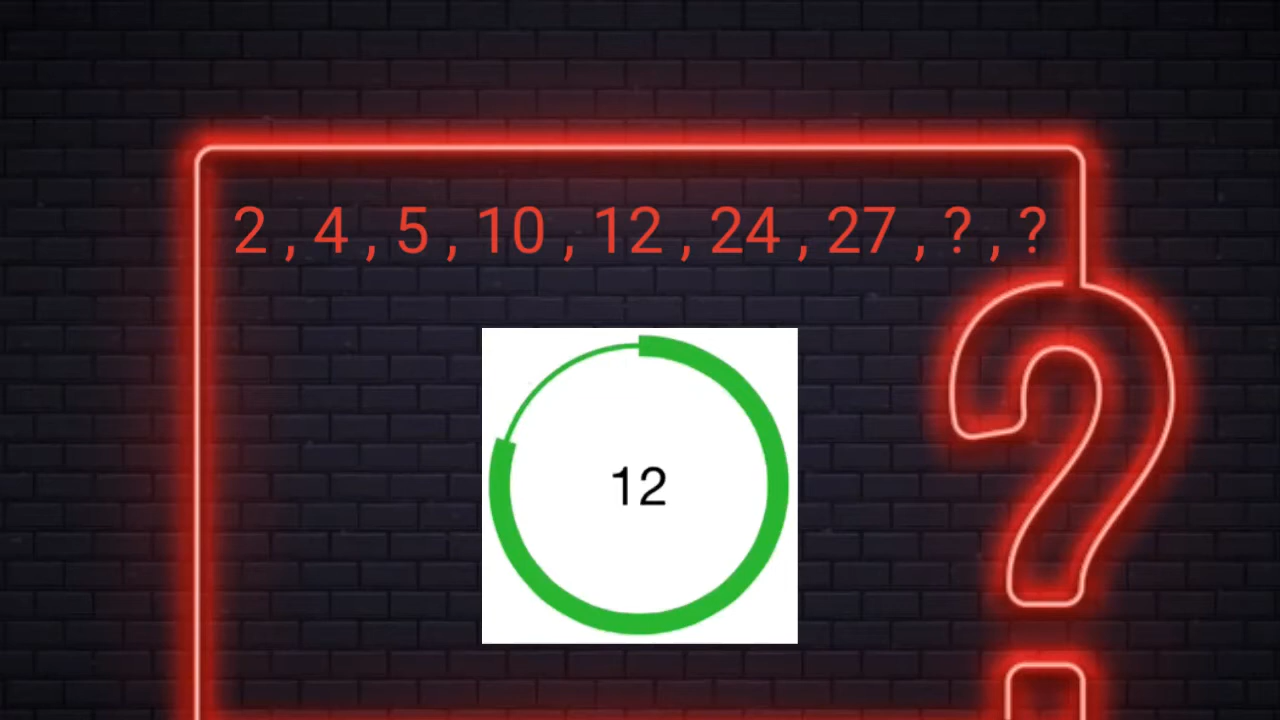 2 , 4 , 5 , 10 , 12 , 24 , 27 , ? , ?
12